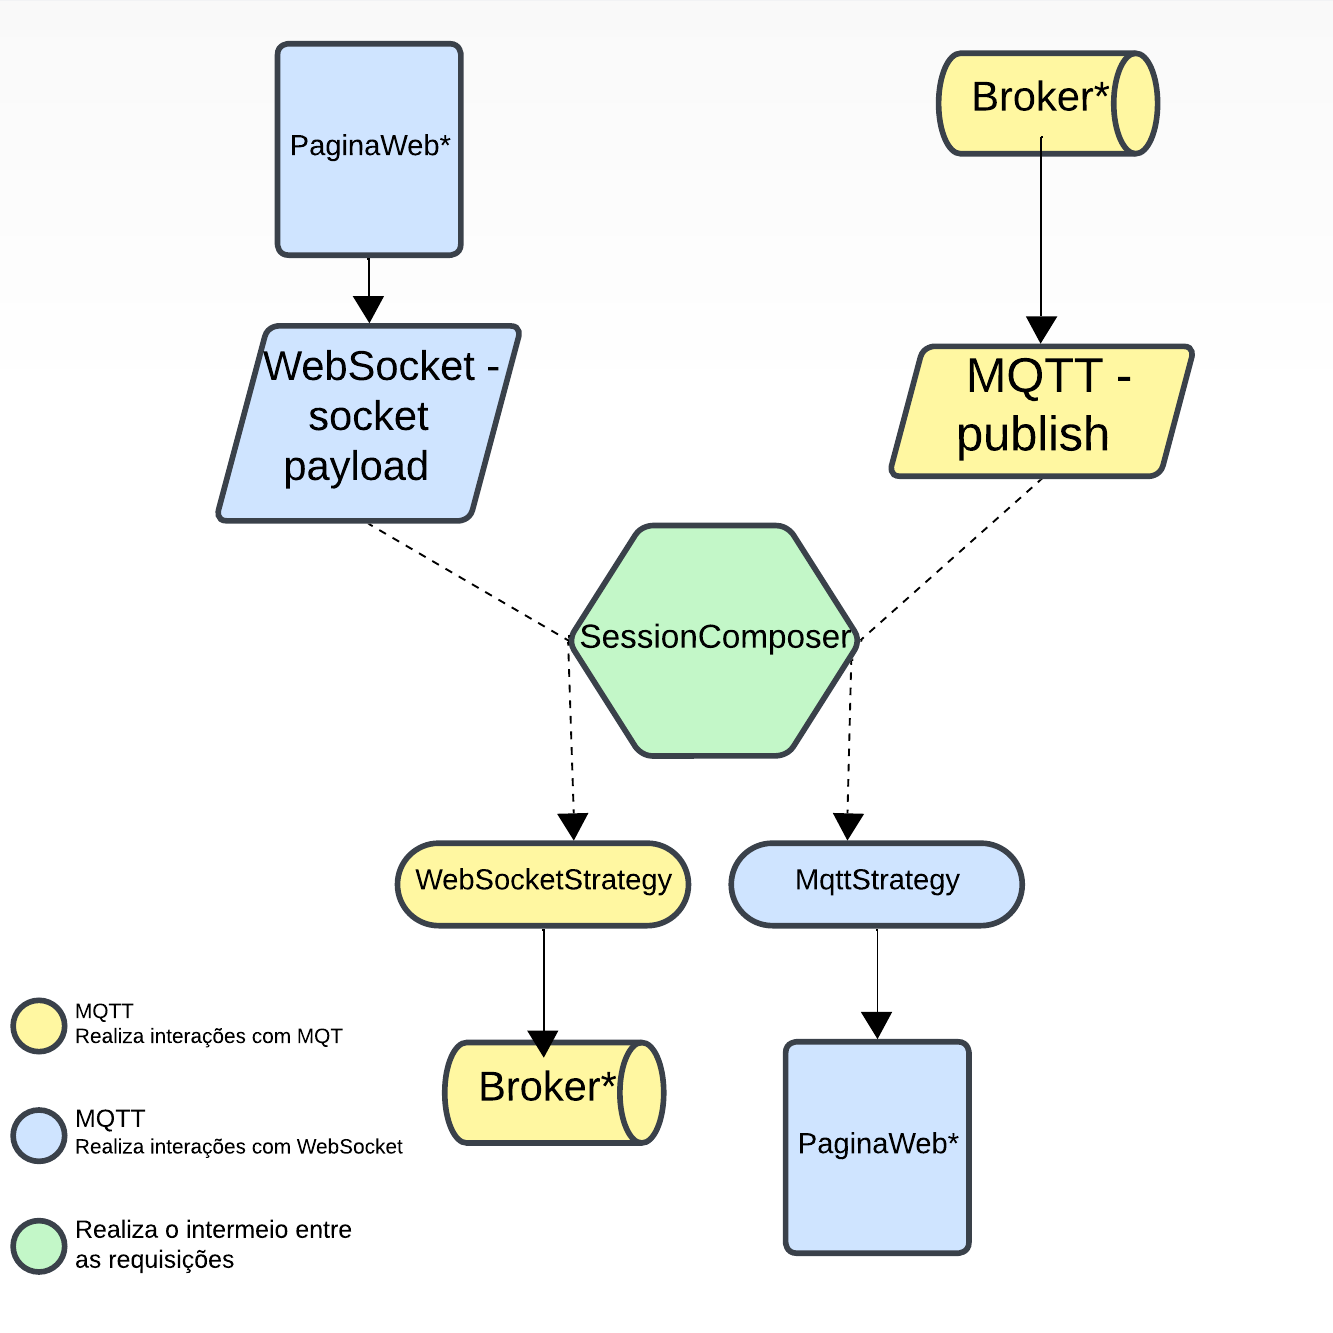 PaginaWeb*
Broker*
WebSocket -
socket
payload
MQTT -
publish
SessionComposer
WebSocketStrategy
MqttStrategy
Broker*
PaginaWeb*
MQTT
Realiza interações com MQT
MQTT
Realiza interações com WebSocket
Realiza o intermeio entre
as requisições